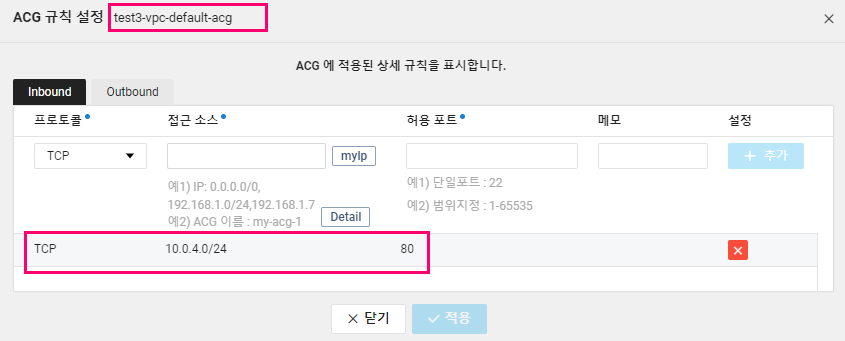 ACG 규칙 설정 test3-vpc-default-acg
ACG 에 적용된 상세 규칙을 표시합니다.
Inbound Outbound
프로토콜 접근 소스 허용 포트 메모 설정
TCP myIp + 추가
예1) IP: 0.0.0.0/0, 예1) 단일포트 : 22
192.168.1.0/24,192.168.1.7 예2) 범위지정 : 1-65535
예2) ACG 이름 : my-acg-1 Detail
TCP 10.0.4.0/24 80
닫기 적용